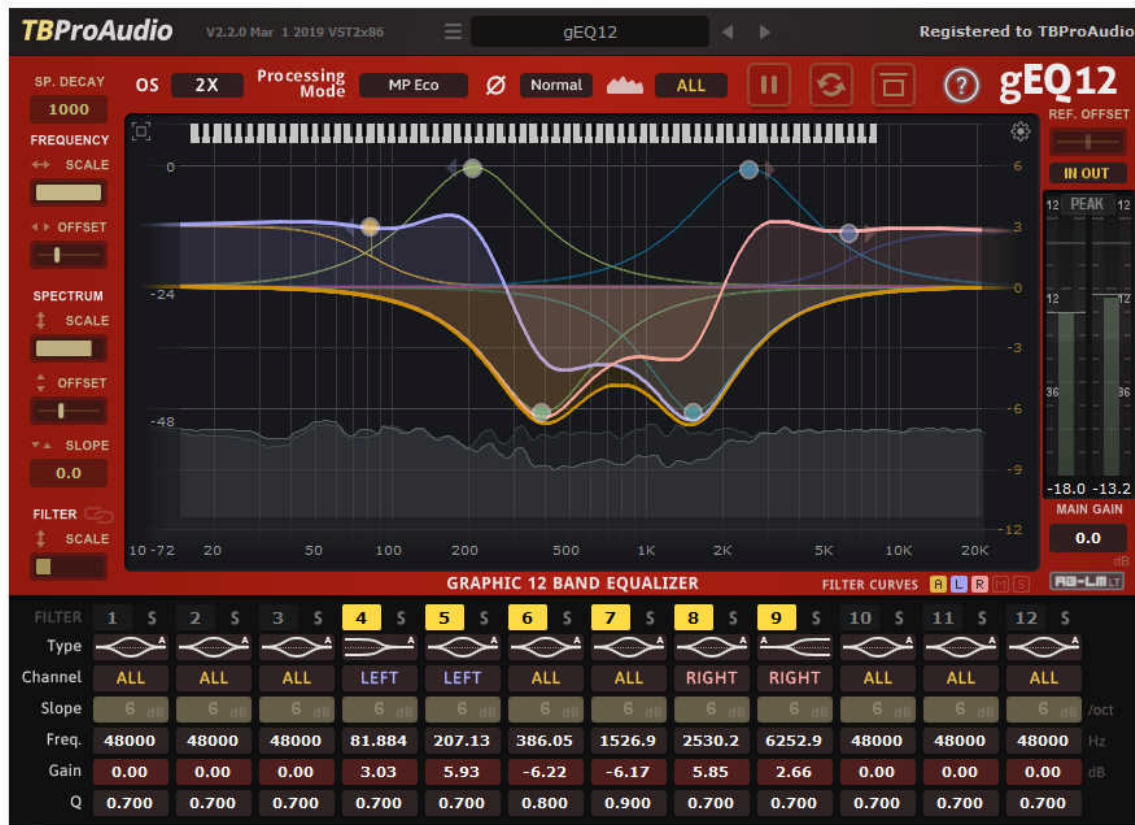 TBProAudio V2.2.0 Mar 1 2019 VST2x86 gEQ12 Registered to TBProAudio
SP. DECAY
1000
OS 2X Processing Mode MP Eco Ø Normal ALL ? gEQ12
REF. OFFSET
IN OUT
FREQUENCY
SCALE
OFFSET
SPECTRUM
SCALE
OFFSET
SLOPE
0.0
FILTER
SCALE
0 6
3
-24 0
-3
-48 -6
-9
-12
10 -72 20 50 100 200 500 1K 2K 5K 10K 20K
12 PEAK 12
12 12
36 36
-18.0 -13.2
MAIN GAIN
0.0
dB
AB-LM LT
GRAPHIC 12 BAND EQUALIZER FILTER CURVES A L R M S
FILTER 1 S 2 S 3 S 4 S 5 S 6 S 7 S 8 S 9 S 10 S 11 S 12 S
Type A A A A A A A A A A A A
Channel ALL ALL ALL LEFT LEFT ALL ALL RIGHT RIGHT ALL ALL ALL
Slope 6 dB 6 dB 6 dB 6 dB 6 dB 6 dB 6 dB 6 dB 6 dB 6 dB 6 dB 6 dB /oct
Freq. 48000 48000 48000 81.884 207.13 386.05 1526.9 2530.2 6252.9 48000 48000 48000 Hz
Gain 0.00 0.00 0.00 3.03 5.93 -6.22 -6.17 5.85 2.66 0.00 0.00 0.00 dB
Q 0.700 0.700 0.700 0.700 0.700 0.800 0.900 0.700 0.700 0.700 0.700 0.700